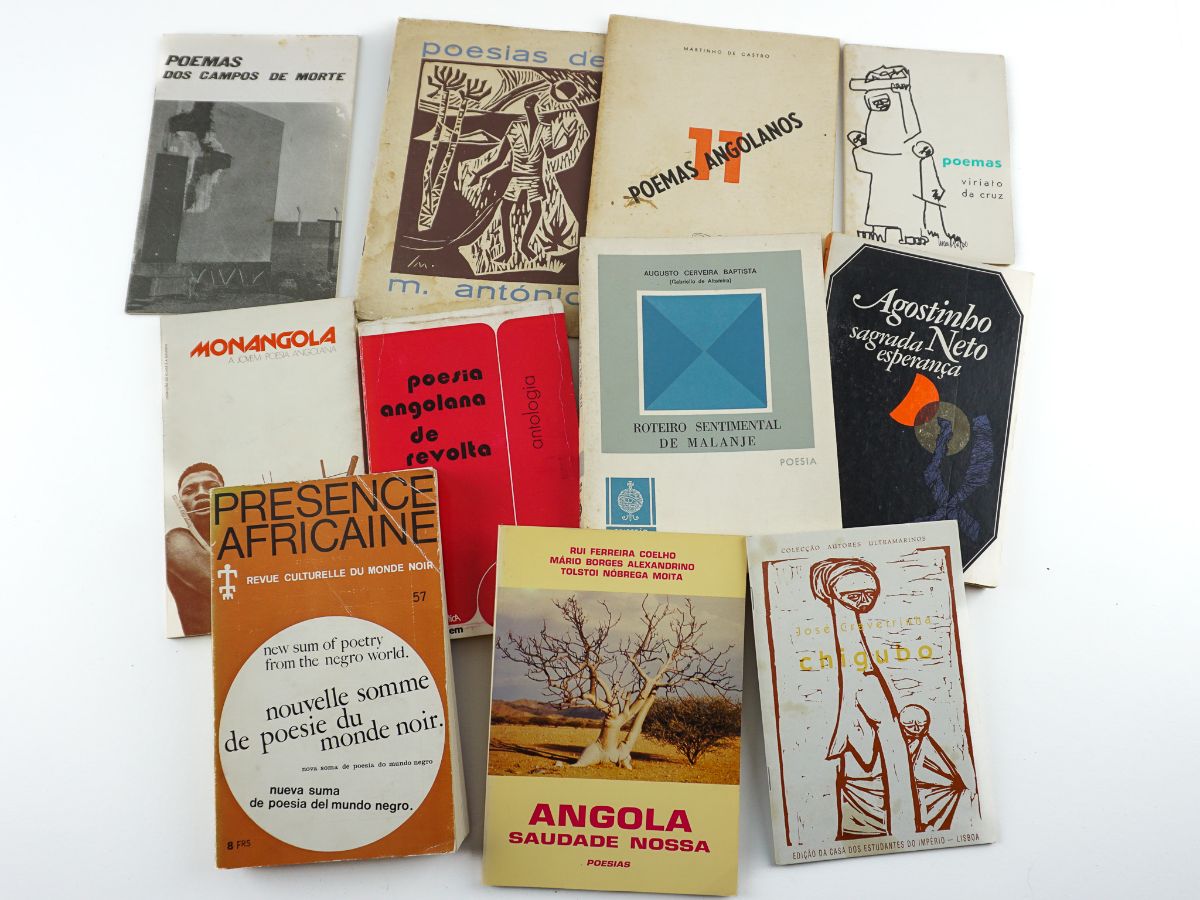 POEMAS
DOS CAMPOS DE MORTE
poesias de
m. antónio
MARTINHO DE CASTRO
11
POEMAS ANGOLANOS
poemas
viriato
da cruz
MONANGOLA
A JOVEM POESIA ANGOLANA
poesia
angolana
de
revolta
antologia
AUGUSTO CERVEIRA BAPTISTA
(Gabriello de Altamira)
ROTEIRO SENTIMENTAL
DE MALANJE
POESIA
Agostinho
Neto
sagrada
esperança
PRESENCE
AFRICAINE
REVUE CULTURELLE DU MONDE NOIR
57
new sum of poetry
from the negro world.
nouvelle somme
de poesie du
monde noir.
nova soma de poesia do mundo negro
nueva suma
de poesia del mundo negro.
8 FRS
RUI FERREIRA COELHO
MÁRIO BORGES ALEXANDRINO
TOLSTOI NÓBREGA MOITA
ANGOLA
SAUDADE NOSSA
POESIAS
COLECÇÃO AUTORES ULTRAMARINOS
José Craveirinha
chigubo
EDIÇÃO DA CASA DOS ESTUDANTES DO IMPÉRIO — LISBOA